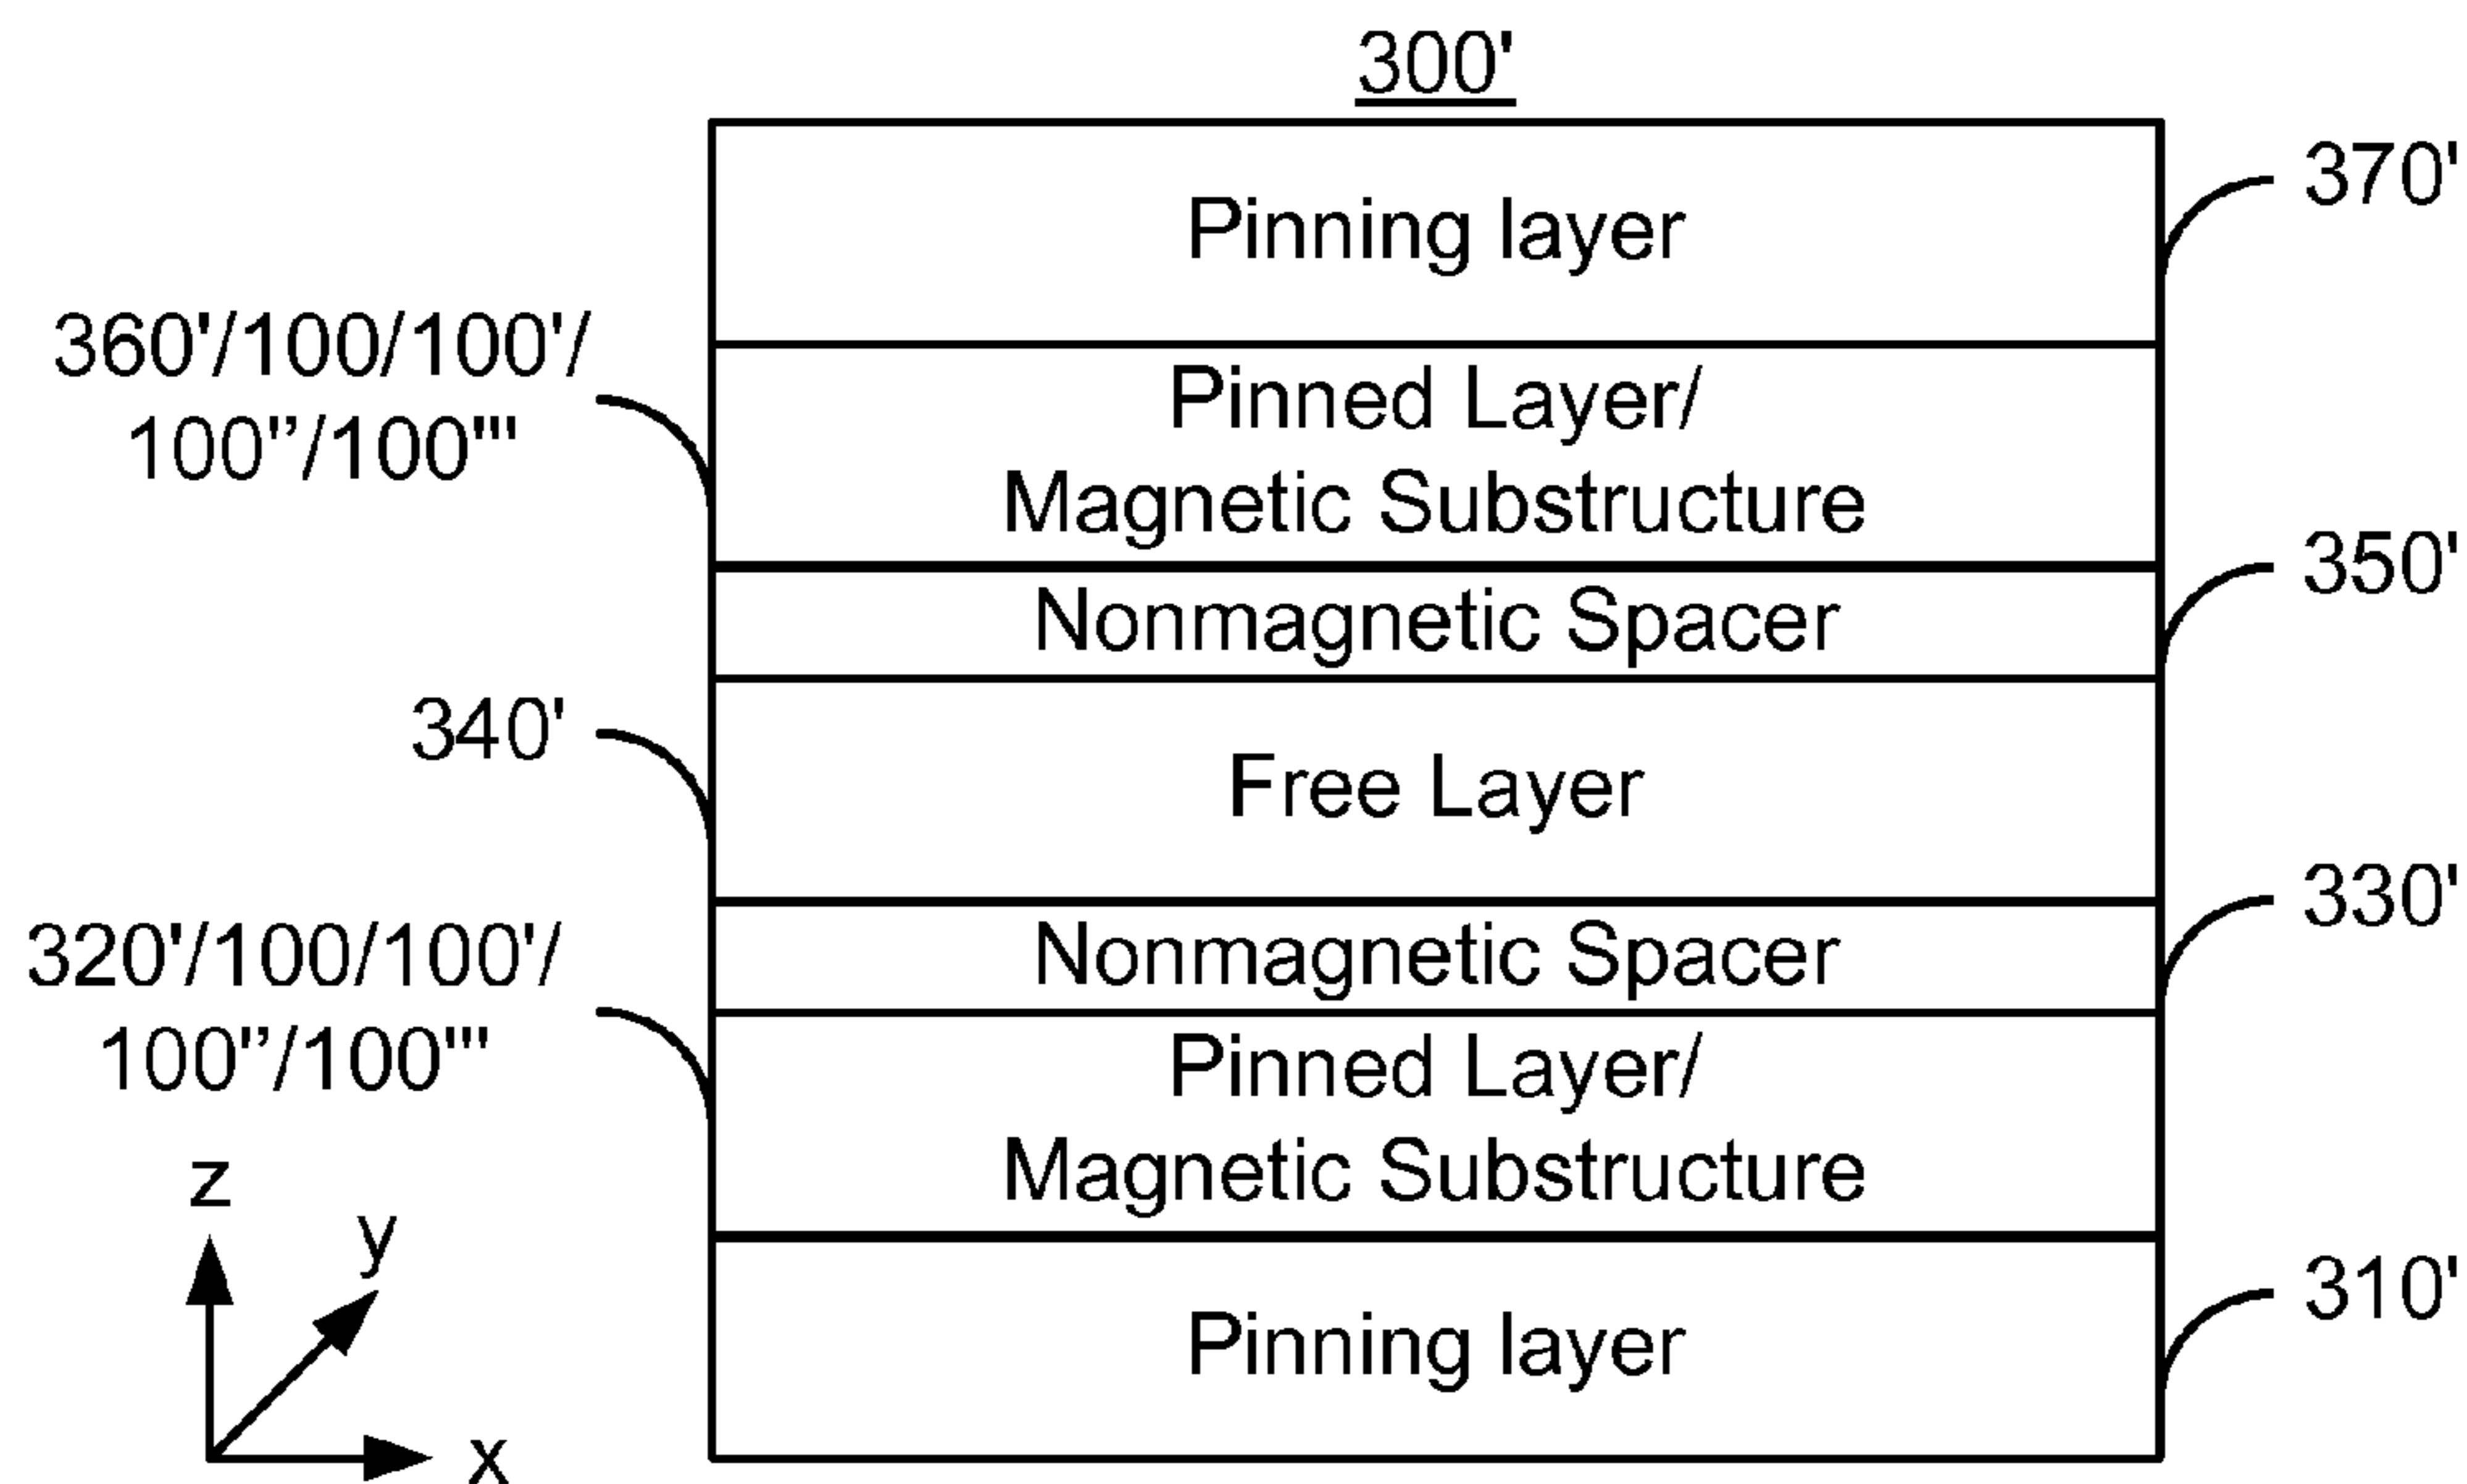 300'
370'
Pinning layer
360'/100/100'/
100"’/100'"'
Pinned Layer/
Magnetic Substructure
350'
Nonmagnetic Spacer
340'
Free Layer
330'
Nonmagnetic Spacer
320'/100/100'/
100"’/100'"'
Pinned Layer/
Magnetic Substructure
310'
Pinning layer
z
y
x